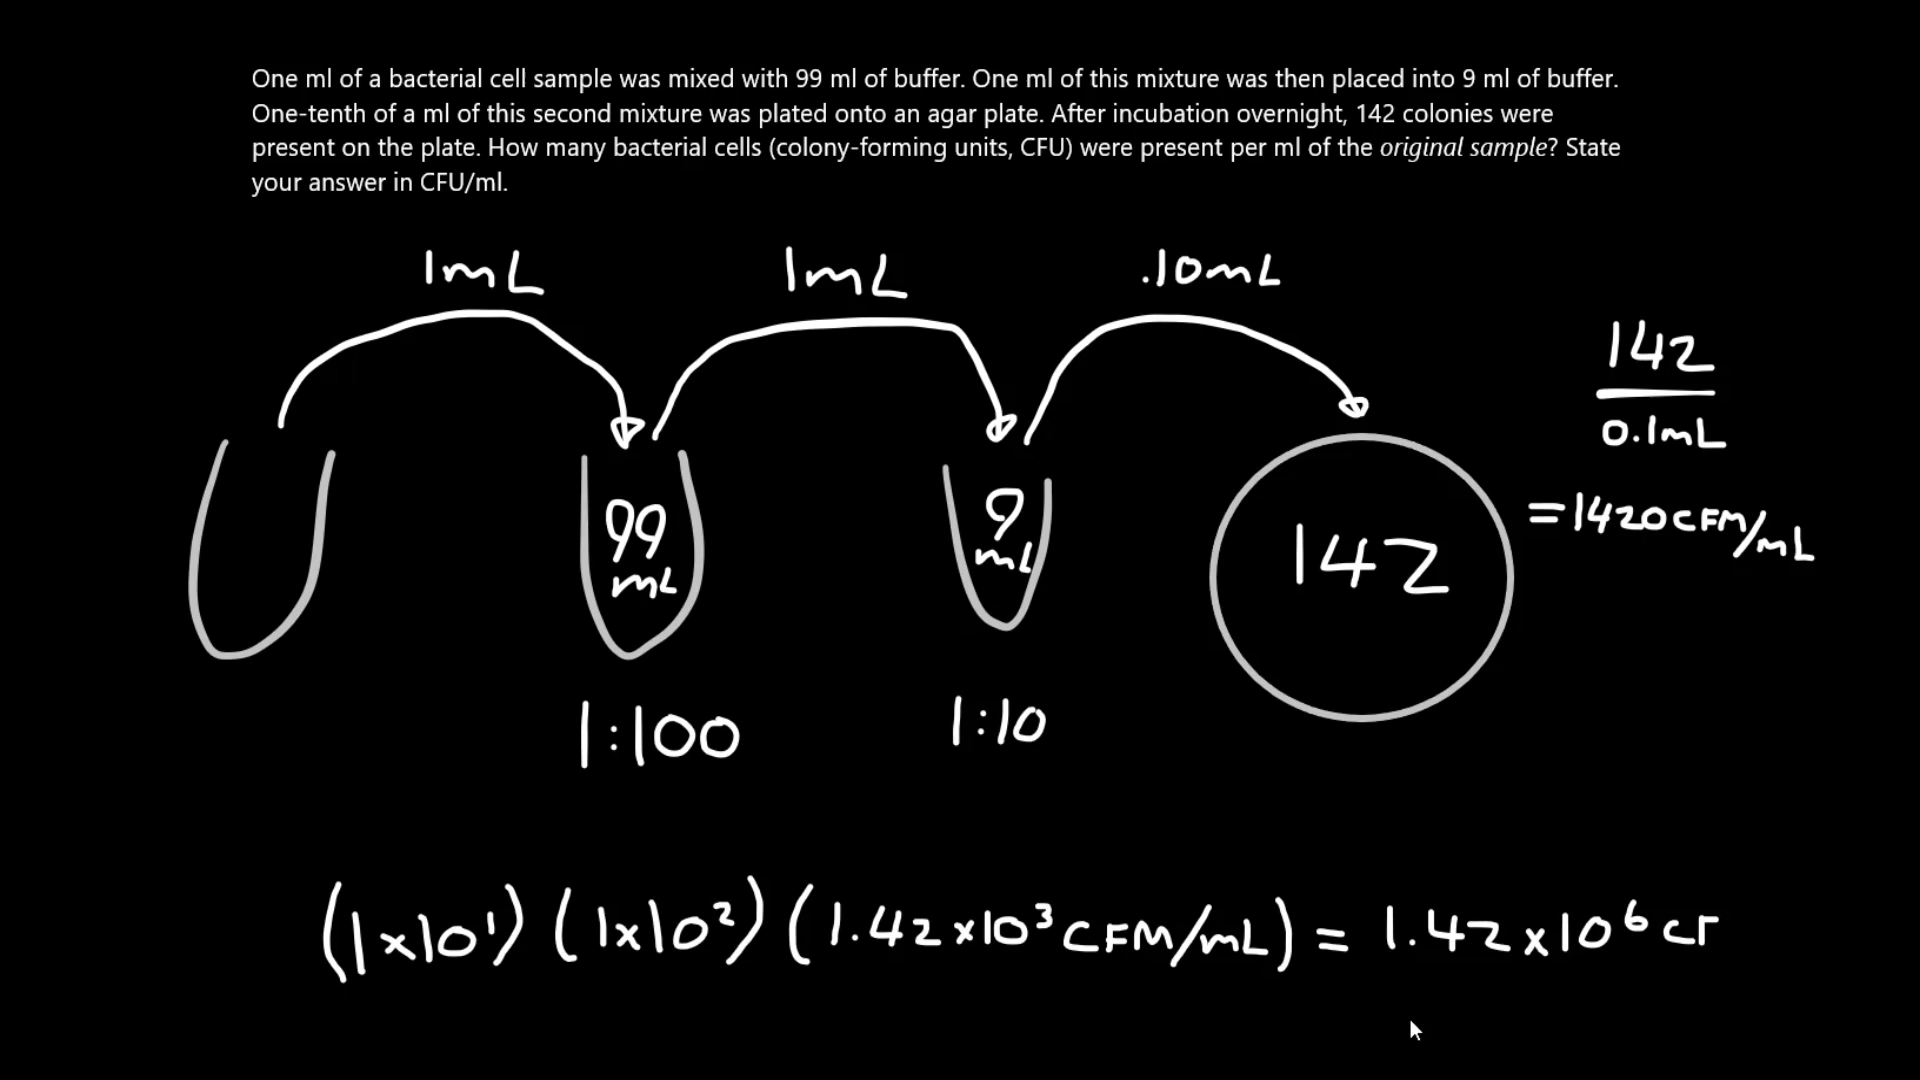 One ml of a bacterial cell sample was mixed with 99 ml of buffer. One ml of this mixture was then placed into 9 ml of buffer.
One-tenth of a ml of this second mixture was plated onto an agar plate. After incubation overnight, 142 colonies were
present on the plate. How many bacterial cells (colony-forming units, CFU) were present per ml of the original sample? State
your answer in CFU/ml.
1mL
1mL
.10mL
142
0.1mL
99
mL
9
mL
142
=1420CFM/mL
1:100
1:10
(1x10¹) (1x10²) (1.42x10³CFM/mL) = 1.42x10⁶CF